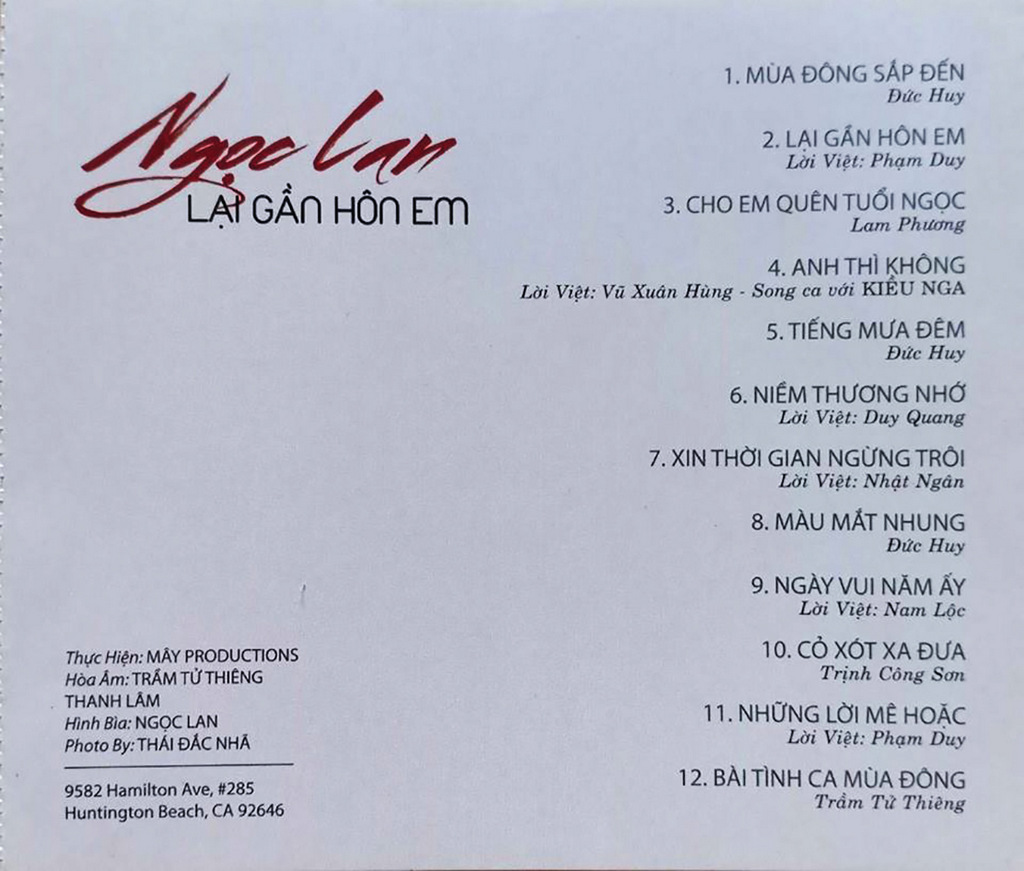 Ngọc Lan
LẠI GẦN HÔN EM
1. MÙA ĐÔNG SẮP ĐẾN
Đức Huy
2. LẠI GẦN HÔN EM
Lời Việt: Phạm Duy
3. CHO EM QUÊN TUỔI NGỌC
Lam Phương
4. ANH THÌ KHÔNG
Lời Việt: Vũ Xuân Hùng - Song ca với KIỀU NGA
5. TIẾNG MƯA ĐÊM
Đức Huy
6. NIỀM THƯƠNG NHỚ
Lời Việt: Duy Quang
7. XIN THỜI GIAN NGỪNG TRÔI
Lời Việt: Nhật Ngân
8. MÀU MẮT NHUNG
Đức Huy
9. NGÀY VUI NĂM ẤY
Lời Việt: Nam Lộc
10. CỎ XÓT XA ĐƯA
Trịnh Công Sơn
11. NHỮNG LỜI MÊ HOẶC
Lời Việt: Phạm Duy
12. BÀI TÌNH CA MÙA ĐÔNG
Trầm Tử Thiêng
Thực Hiện: MÂY PRODUCTIONS
Hòa Âm: TRẦM TỬ THIÊNG
THANH LÂM
Hình Bìa: NGỌC LAN
Photo By: THÁI ĐẮC NHÃ
9582 Hamilton Ave, #285
Huntington Beach, CA 92646